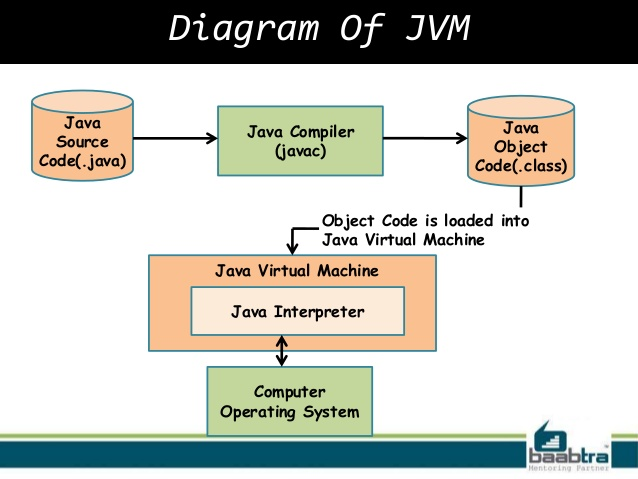 Diagram Of JVM
Java
Source
Code(.java)
Java Compiler
(javac)
Java
Object
Code(.class)
Object Code is loaded into
Java Virtual Machine
Java Virtual Machine
Java Interpreter
Computer
Operating System
baabtra
Mentoring Partner